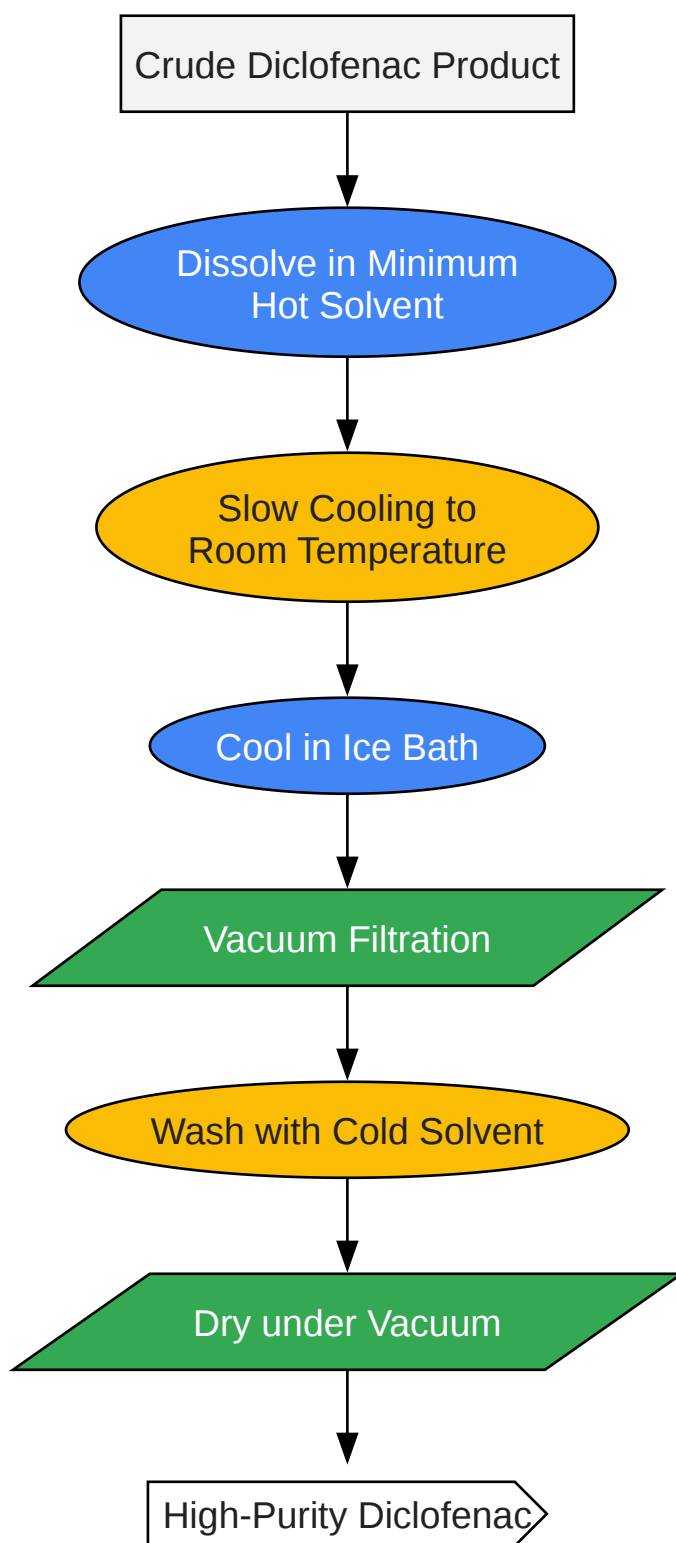 Crude Diclofenac Product
Dissolve in Minimum
Hot Solvent
Slow Cooling to
Room Temperature
Cool in Ice Bath
Vacuum Filtration
Wash with Cold Solvent
Dry under Vacuum
High-Purity Diclofenac